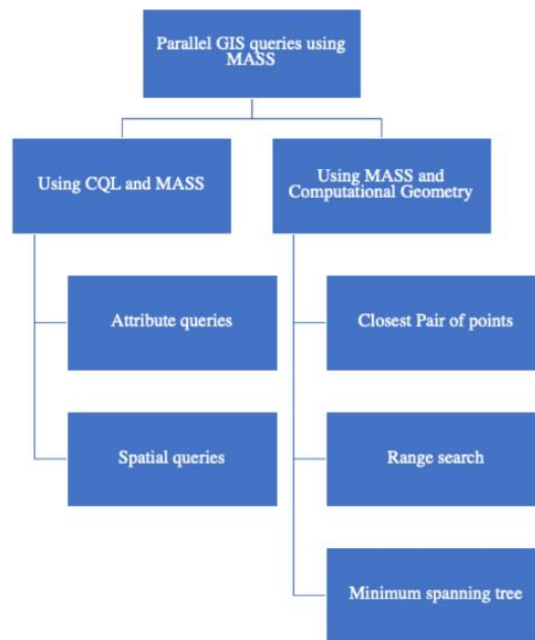 Parallel GIS queries using
MASS
Using CQL and MASS
Using MASS and
Computational Geometry
Attribute queries
Closest Pair of points
Spatial queries
Range search
Minimum spanning tree